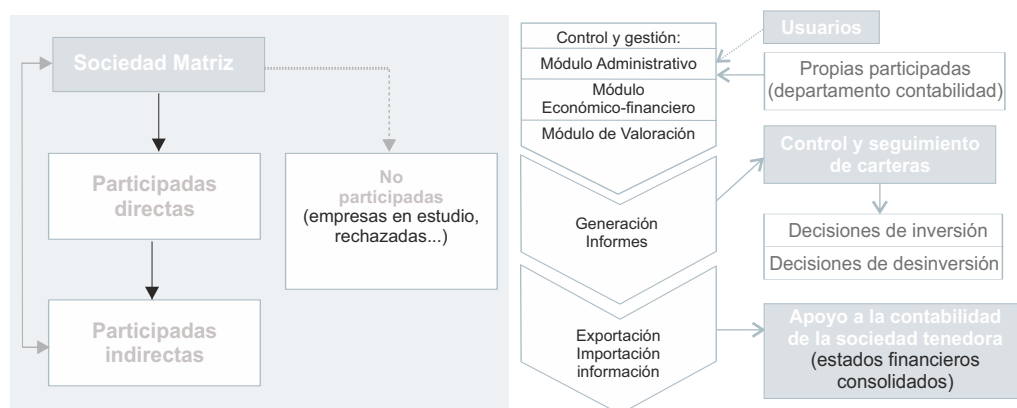 Sociedad Matriz
Participadas
directas
No
participadas
(empresas en estudio,
rechazadas...)
Participadas
indirectas
Control y gestión:
Módulo Administrativo
Módulo
Económico-financiero
Módulo de Valoración
Generación
Informes
Exportación
Importación
información
Usuarios
Propias participadas
(departamento contabilidad)
Control y seguimiento
de carteras
Decisiones de inversión
Decisiones de desinversión
Apoyo a la contabilidad
de la sociedad tenedora
(estados financieros
consolidados)